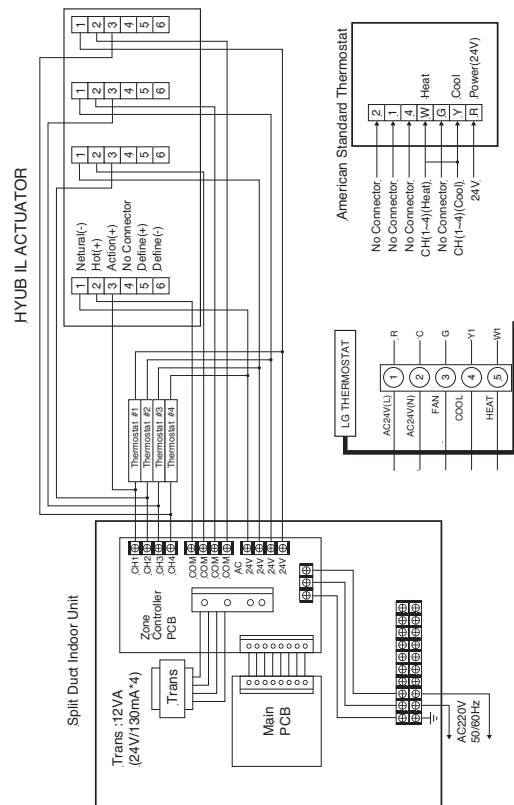 HYUB IL ACTUATOR
1 2 3 4 5 6
1 2 3 4 5 6
1 2 3 4 5 6
1 Netural(-)
2 Hot(+)
3 Action(+)
4 No Connector
5 Define(+)
6 Define(-)
Thermostat #1
Thermostat #2
Thermostat #3
Thermostat #4
Split Duct Indoor Unit
Trans :12VA
(24V/130mA*4)
Trans
Zone
Controller
PCB
CH1
CH2
CH3
CH4
COM
COM
COM
COM
AC
24V
24V
24V
24V
Main
PCB
AC220V
50/60Hz
American Standard Thermostat
No Connector 2
No Connector 1
No Connector 4
CH(1~4)(Heat) W Heat
No Connector G
CH(1~4)(Cool) Y Cool
24V R Power(24V)
LG THERMOSTAT
AC24V(L) 1 R
AC24V(N) 2 C
FAN 3 G
COOL 4 Y1
HEAT 5 W1